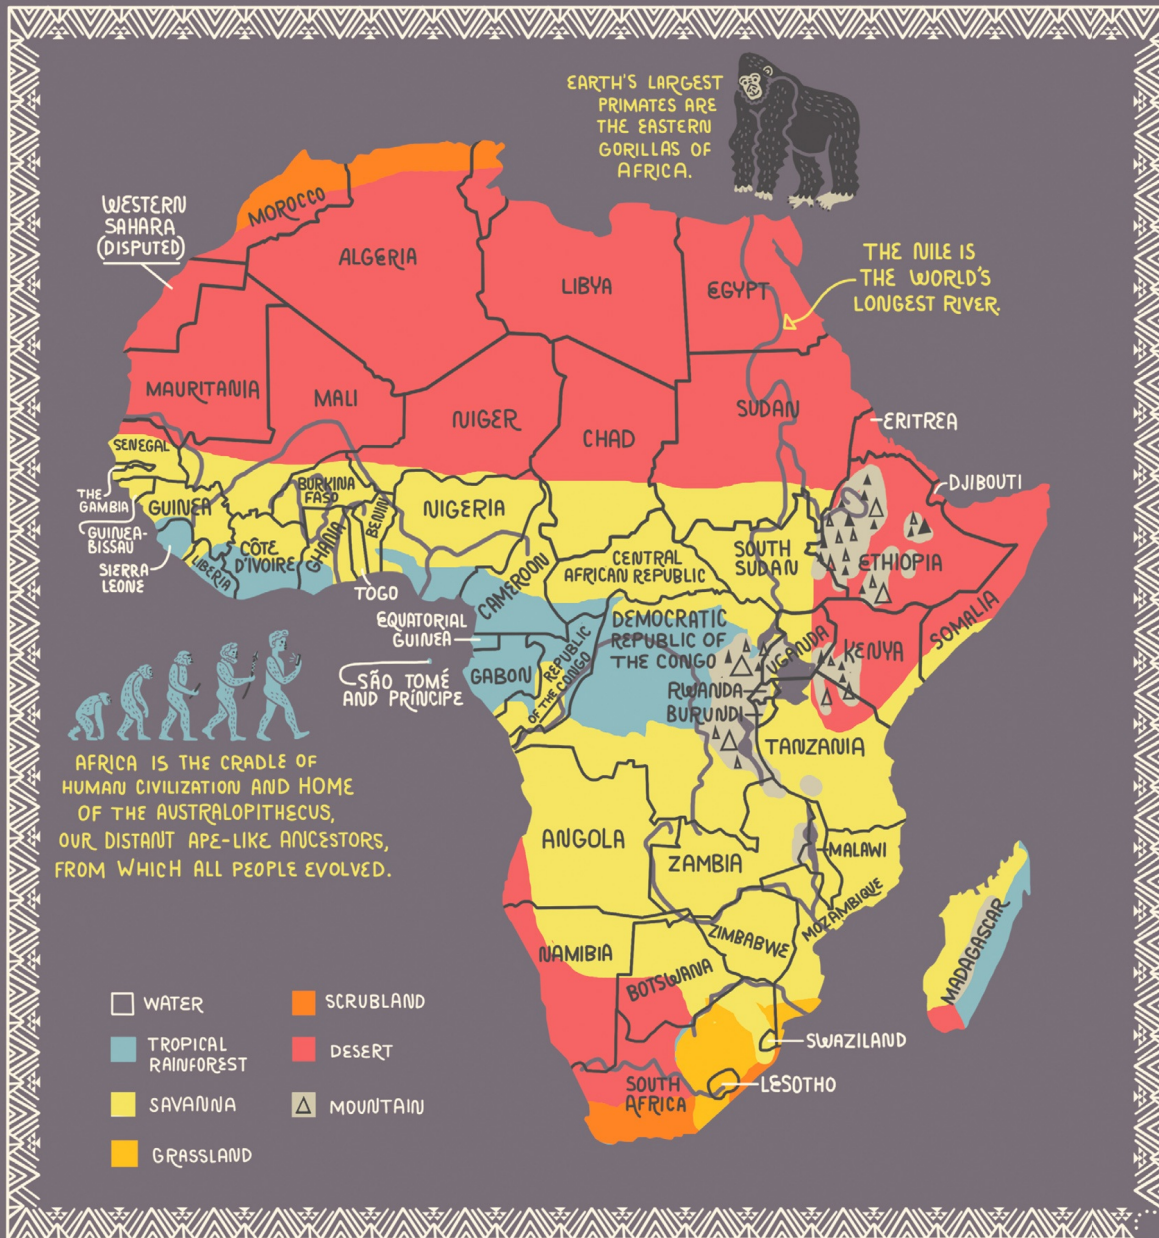 EARTH'S LARGEST
PRIMATES ARE
THE EASTERN
GORILLAS OF
AFRICA.
WESTERN
SAHARA
(DISPUTED)
MOROCCO
ALGERIA
LIBYA
EGYPT
THE NILE IS
THE WORLD'S
LONGEST RIVER.
MAURITANIA
MALI
NIGER
CHAD
SUDAN
ERITREA
DJIBOUTI
SENEGAL
THE
GAMBIA
GUINEA-
BISSAU
GUINEA
SIERRA
LEONE
LIBERIA
CÔTE
D'IVOIRE
BURKINA
FASO
GHANIA
TOGO
BENIN
NIGERIA
CAMEROON
CENTRAL
AFRICAN REPUBLIC
SOUTH
SUDAN
ETHIOPIA
SOMALIA
EQUATORIAL
GUINEA
SÃO TOMÉ
AND PRÍNCIPE
GABON
REPUBLIC
OF THE CONGO
DEMOCRATIC
REPUBLIC OF
THE CONGO
UGANDA
KENYA
RWANDA
BURUNDI
TANZANIA
AFRICA IS THE CRADLE OF
HUMAN CIVILIZATION AND HOME
OF THE AUSTRALOPITHECUS,
OUR DISTANT APE-LIKE ANCESTORS,
FROM WHICH ALL PEOPLE EVOLVED.
ANGOLA
ZAMBIA
MALAWI
MOZAMBIQUE
ZIMBABWE
MADAGASCAR
NAMIBIA
BOTSWANA
SWAZILAND
LESOTHO
SOUTH
AFRICA
WATER
TROPICAL
RAINFOREST
SAVANNA
GRASSLAND
SCRUBLAND
DESERT
MOUNTAIN